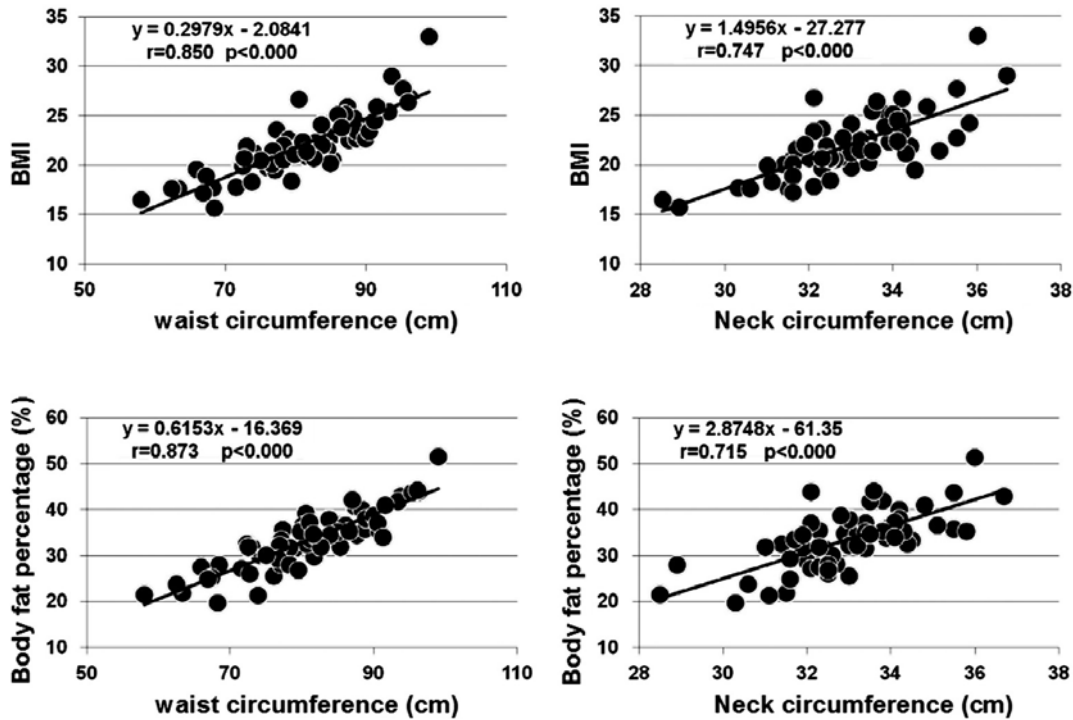 35
30
25
20
15
10
BMI
y = 0.2979x - 2.0841
r=0.850 p<0.000
50 70 90 110
waist circumference (cm)
35
30
25
20
15
10
BMI
y = 1.4956x - 27.277
r=0.747 p<0.000
28 30 32 34 36 38
Neck circumference (cm)
60
50
40
30
20
10
Body fat percentage (%)
y = 0.6153x - 16.369
r=0.873 p<0.000
50 70 90 110
waist circumference (cm)
60
50
40
30
20
10
Body fat percentage (%)
y = 2.8748x - 61.35
r=0.715 p<0.000
28 30 32 34 36 38
Neck circumference (cm)